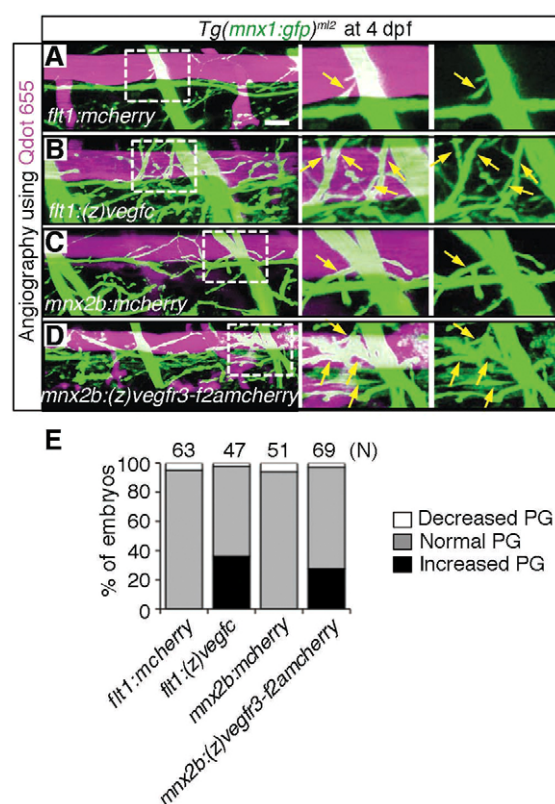 Tg(mnx1:gfp)ml2 at 4 dpf
Angiography using Qdot 655
A
flt1:mcherry
B
flt1:(z)vegfc
C
mnx2b:mcherry
D
mnx2b:(z)vegfr3-f2amcherry
E
63 47 51 69 (N)
% of embryos
100
80
60
40
20
0
flt1:mcherry
flt1:(z)vegfc
mnx2b:mcherry
mnx2b:(z)vegfr3-f2amcherry
Decreased PG
Normal PG
Increased PG